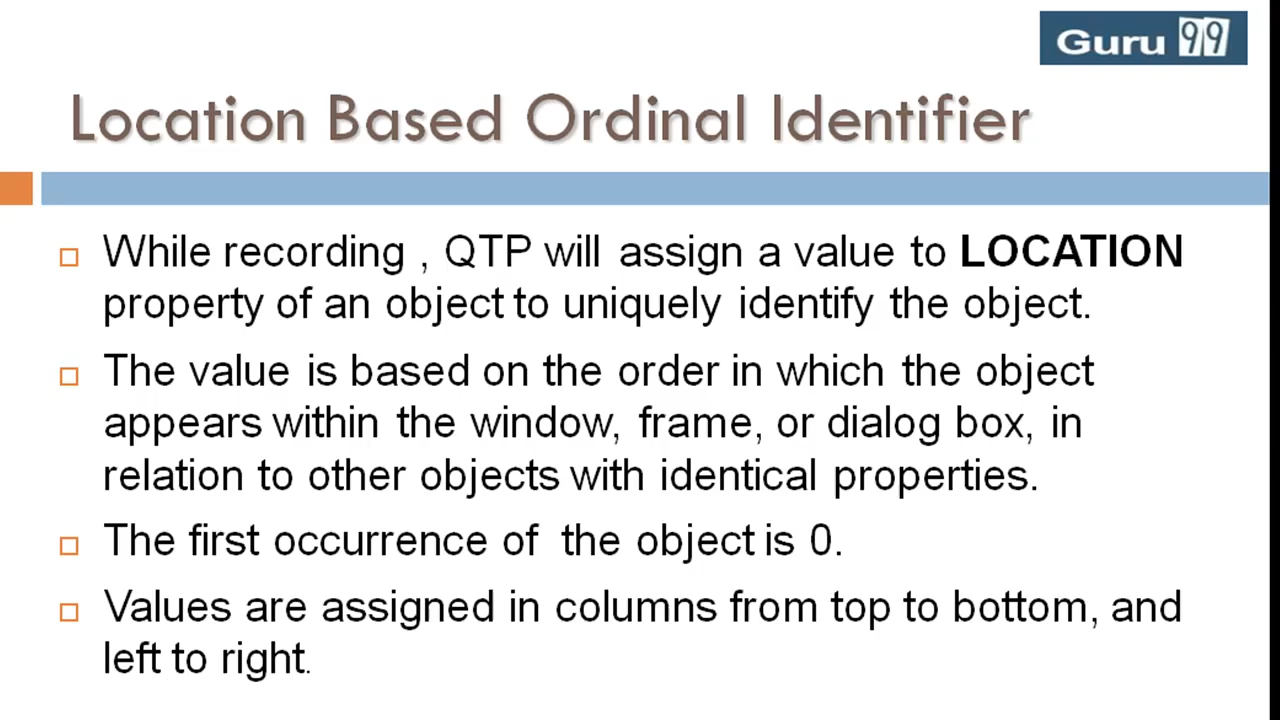 Guru 99
Location Based Ordinal Identifier
While recording , QTP will assign a value to LOCATION
property of an object to uniquely identify the object.
The value is based on the order in which the object
appears within the window, frame, or dialog box, in
relation to other objects with identical properties.
The first occurrence of the object is 0.
Values are assigned in columns from top to bottom, and
left to right.